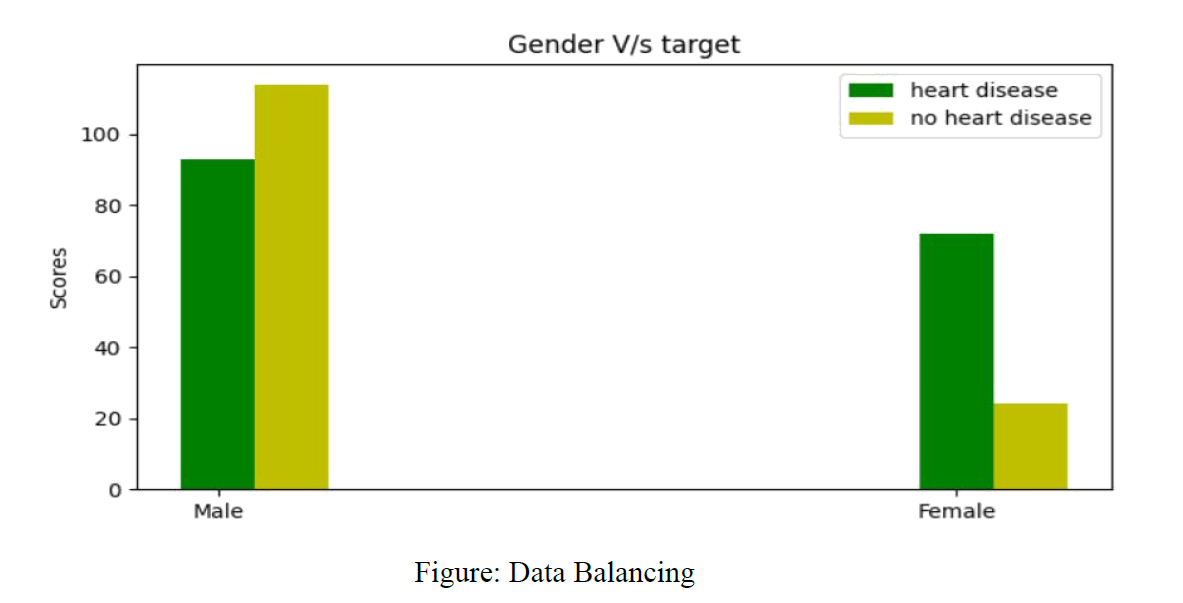 Gender V/s target
heart disease
no heart disease
Scores
100
80
60
40
20
0
Male
Female
Figure: Data Balancing